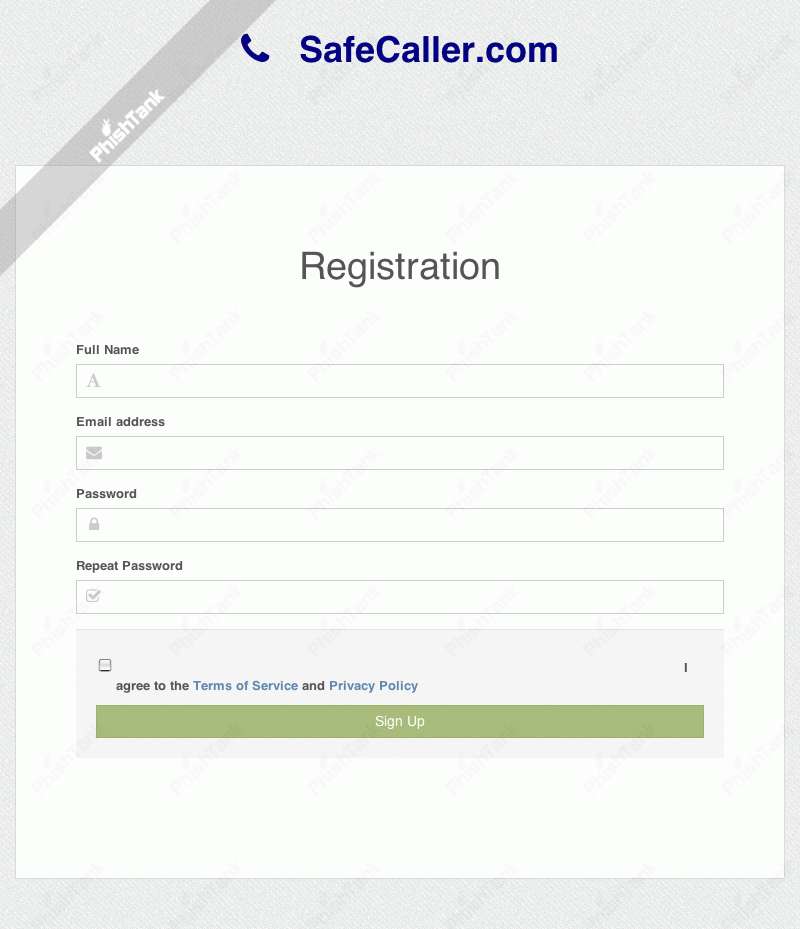 SafeCaller.com
PhishTank
Registration
Full Name
Email address
Password
Repeat Password
I
agree to the Terms of Service and Privacy Policy
Sign Up